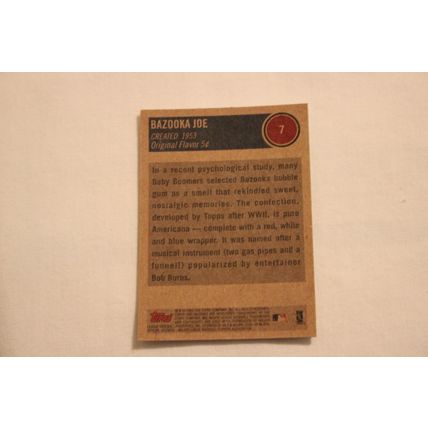 BAZOOKA JOE
CREATED 1953
Original Flavor 5¢
7
In a recent psychological study, many
Baby Boomers selected Bazooka bubble
gum as a smell that rekindled sweet,
nostalgic memories. The confection,
developed by Topps after WWII, is pure
Americana — complete with a red, white
and blue wrapper. It was named after a
musical instrument (two gas pipes and a
funnel!) popularized by entertainer
Bob Burns.
Topps